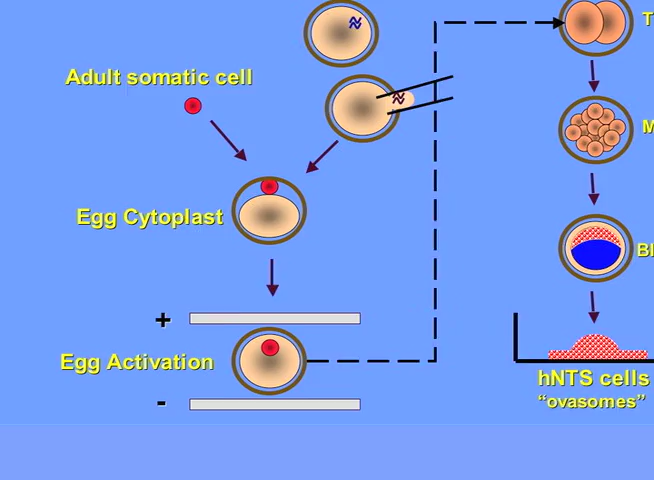 Adult somatic cell
Egg Cytoplast
+
Egg Activation
-
hNTS cells
“ovasomes”